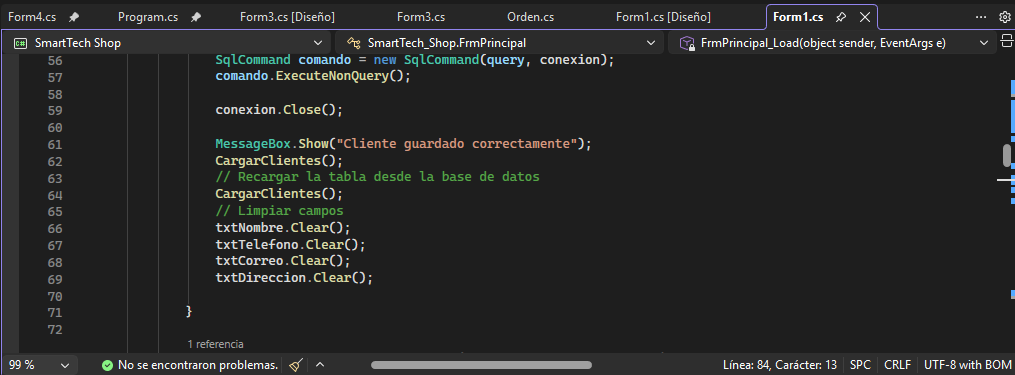 Form4.cs Program.cs Form3.cs [Diseño] Form3.cs Orden.cs Form1.cs [Diseño] Form1.cs
SmartTech Shop SmartTech_Shop.FrmPrincipal FrmPrincipal_Load(object sender, EventArgs e)
56 SqlCommand comando = new SqlCommand(query, conexion);
57 comando.ExecuteNonQuery();
58
59 conexion.Close();
60
61 MessageBox.Show("Cliente guardado correctamente");
62 CargarClientes();
63 // Recargar la tabla desde la base de datos
64 CargarClientes();
65 // Limpiar campos
66 txtNombre.Clear();
67 txtTelefono.Clear();
68 txtCorreo.Clear();
69 txtDireccion.Clear();
70
71 }
72
1 referencia
99 % No se encontraron problemas. Línea: 84, Carácter: 13 SPC CRLF UTF-8 with BOM